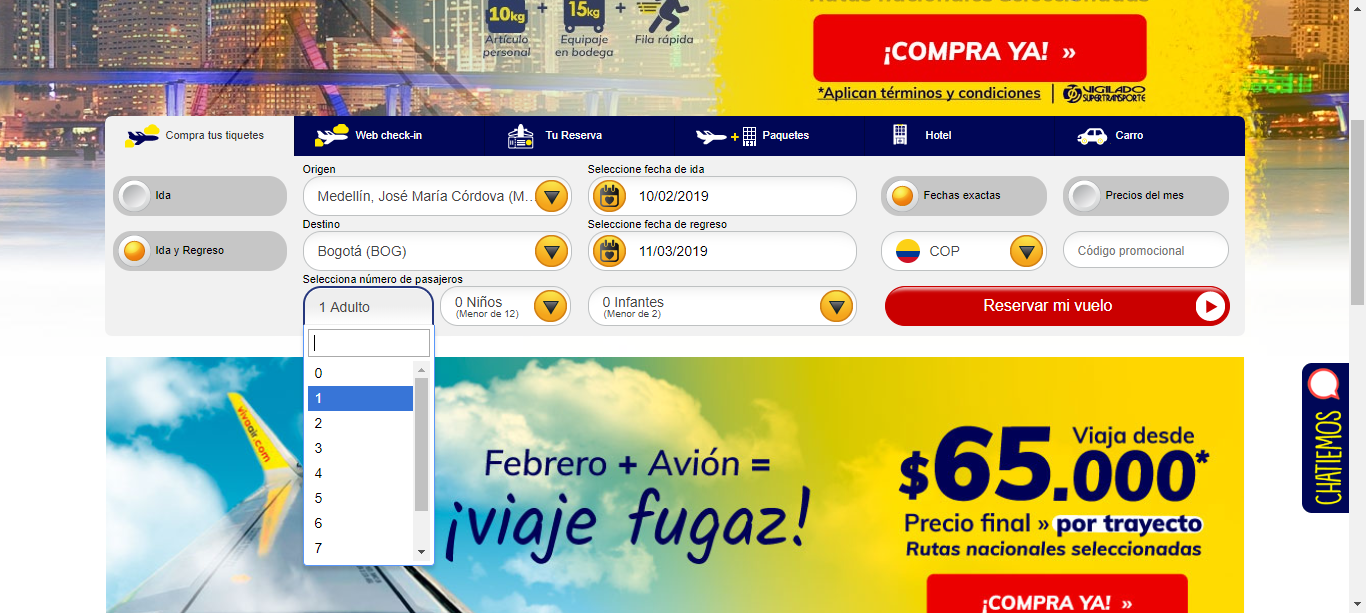 Rutas nacionales seleccionadas
10kg + 15kg +
Artículo
personal
Equipaje
en bodega
Fila rápida
¡COMPRA YA! »
*Aplican términos y condiciones | VIGILADO
SUPERTRANSPORTE
Compra tus tiquetes
Web check-in
Tu Reserva
Paquetes
Hotel
Carro
Ida
Ida y Regreso
Origen
Medellín, José María Córdova (M...
Destino
Bogotá (BOG)
Seleccione fecha de ida
10/02/2019
Seleccione fecha de regreso
11/03/2019
Fechas exactas
Precios del mes
COP
Código promocional
Selecciona número de pasajeros
1 Adulto
0 Niños
(Menor de 12)
0 Infantes
(Menor de 2)
Reservar mi vuelo
0
1
2
3
4
5
6
7
vivaair.com
Febrero + Avión =
¡viaje fugaz!
Viaja desde
$65.000*
Precio final » por trayecto
Rutas nacionales seleccionadas
¡COMPRA YA! »
CHATIEMOS